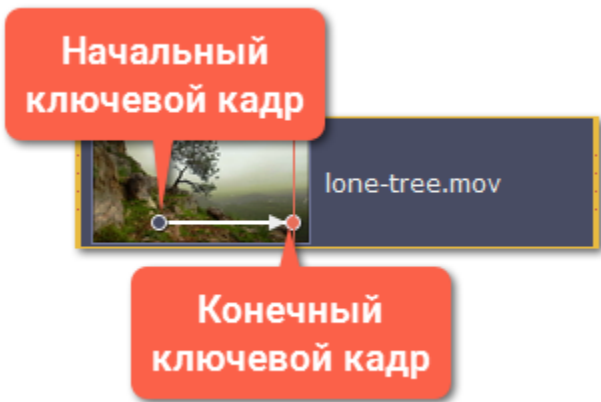 Начальный
ключевой кадр
lone-tree.mov
Конечный
ключевой кадр